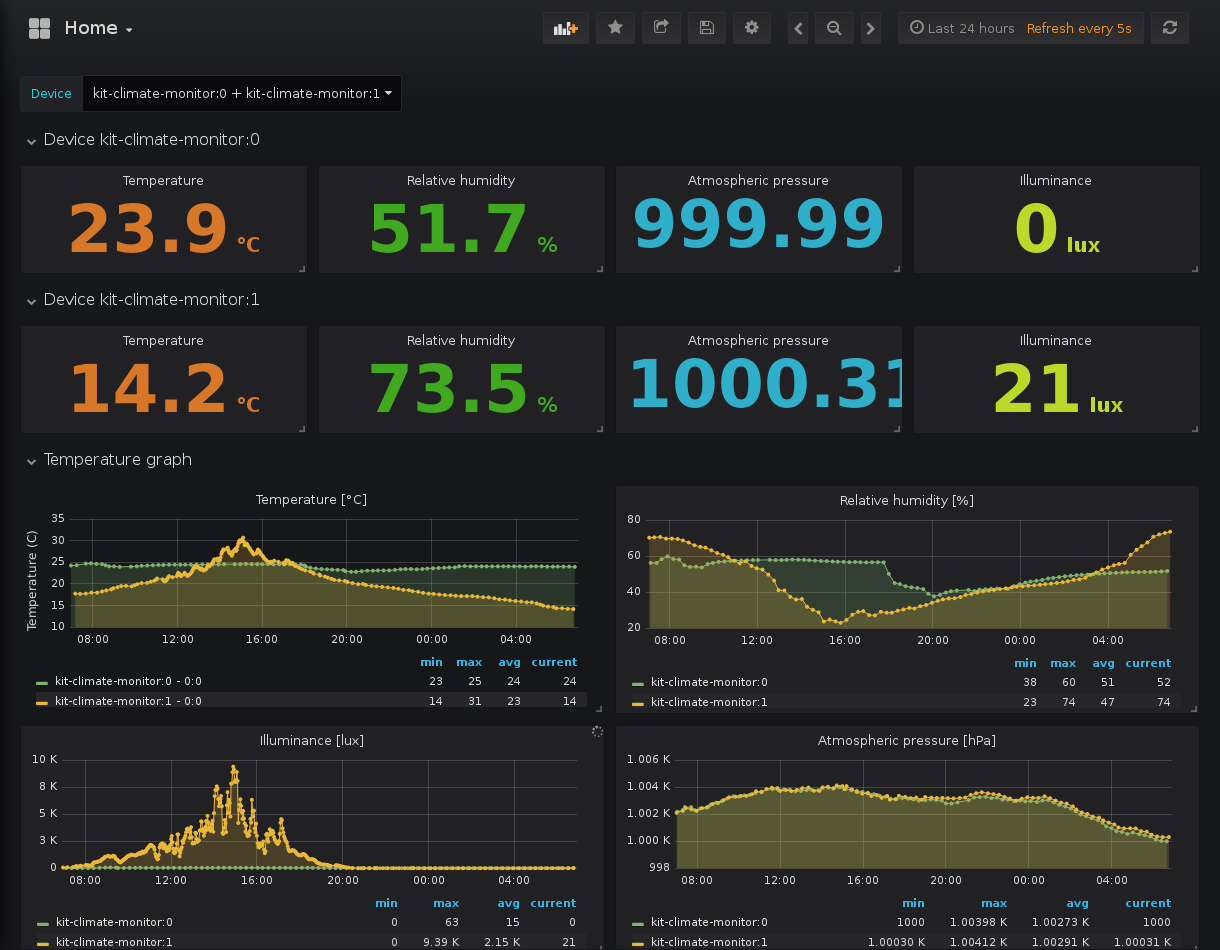 Home
Last 24 hours Refresh every 5s
Device kit-climate-monitor:0 + kit-climate-monitor:1
Device kit-climate-monitor:0
Temperature Relative humidity Atmospheric pressure Illuminance
23.9 °C 51.7 % 999.99 0 lux
Device kit-climate-monitor:1
Temperature Relative humidity Atmospheric pressure Illuminance
14.2 °C 73.5 % 1000.31 21 lux
Temperature graph
Temperature [°C]
Temperature (C)
35
30
25
20
15
10
08:00 12:00 16:00 20:00 00:00 04:00
min max avg current
kit-climate-monitor:0 - 0:0 23 25 24 24
kit-climate-monitor:1 - 0:0 14 31 23 14
Relative humidity [%]
80
60
40
20
08:00 12:00 16:00 20:00 00:00 04:00
min max avg current
kit-climate-monitor:0 38 60 51 52
kit-climate-monitor:1 23 74 47 74
Illuminance [lux]
10 K
8 K
5 K
3 K
0
08:00 12:00 16:00 20:00 00:00 04:00
min max avg current
kit-climate-monitor:0 0 63 15 0
kit-climate-monitor:1 0 9.39 K 2.15 K 21
Atmospheric pressure [hPa]
1.006 K
1.004 K
1.002 K
1.000 K
998
08:00 12:00 16:00 20:00 00:00 04:00
min max avg current
kit-climate-monitor:0 1000 1.00398 K 1.00273 K 1000
kit-climate-monitor:1 1.00030 K 1.00412 K 1.00291 K 1.00031 K